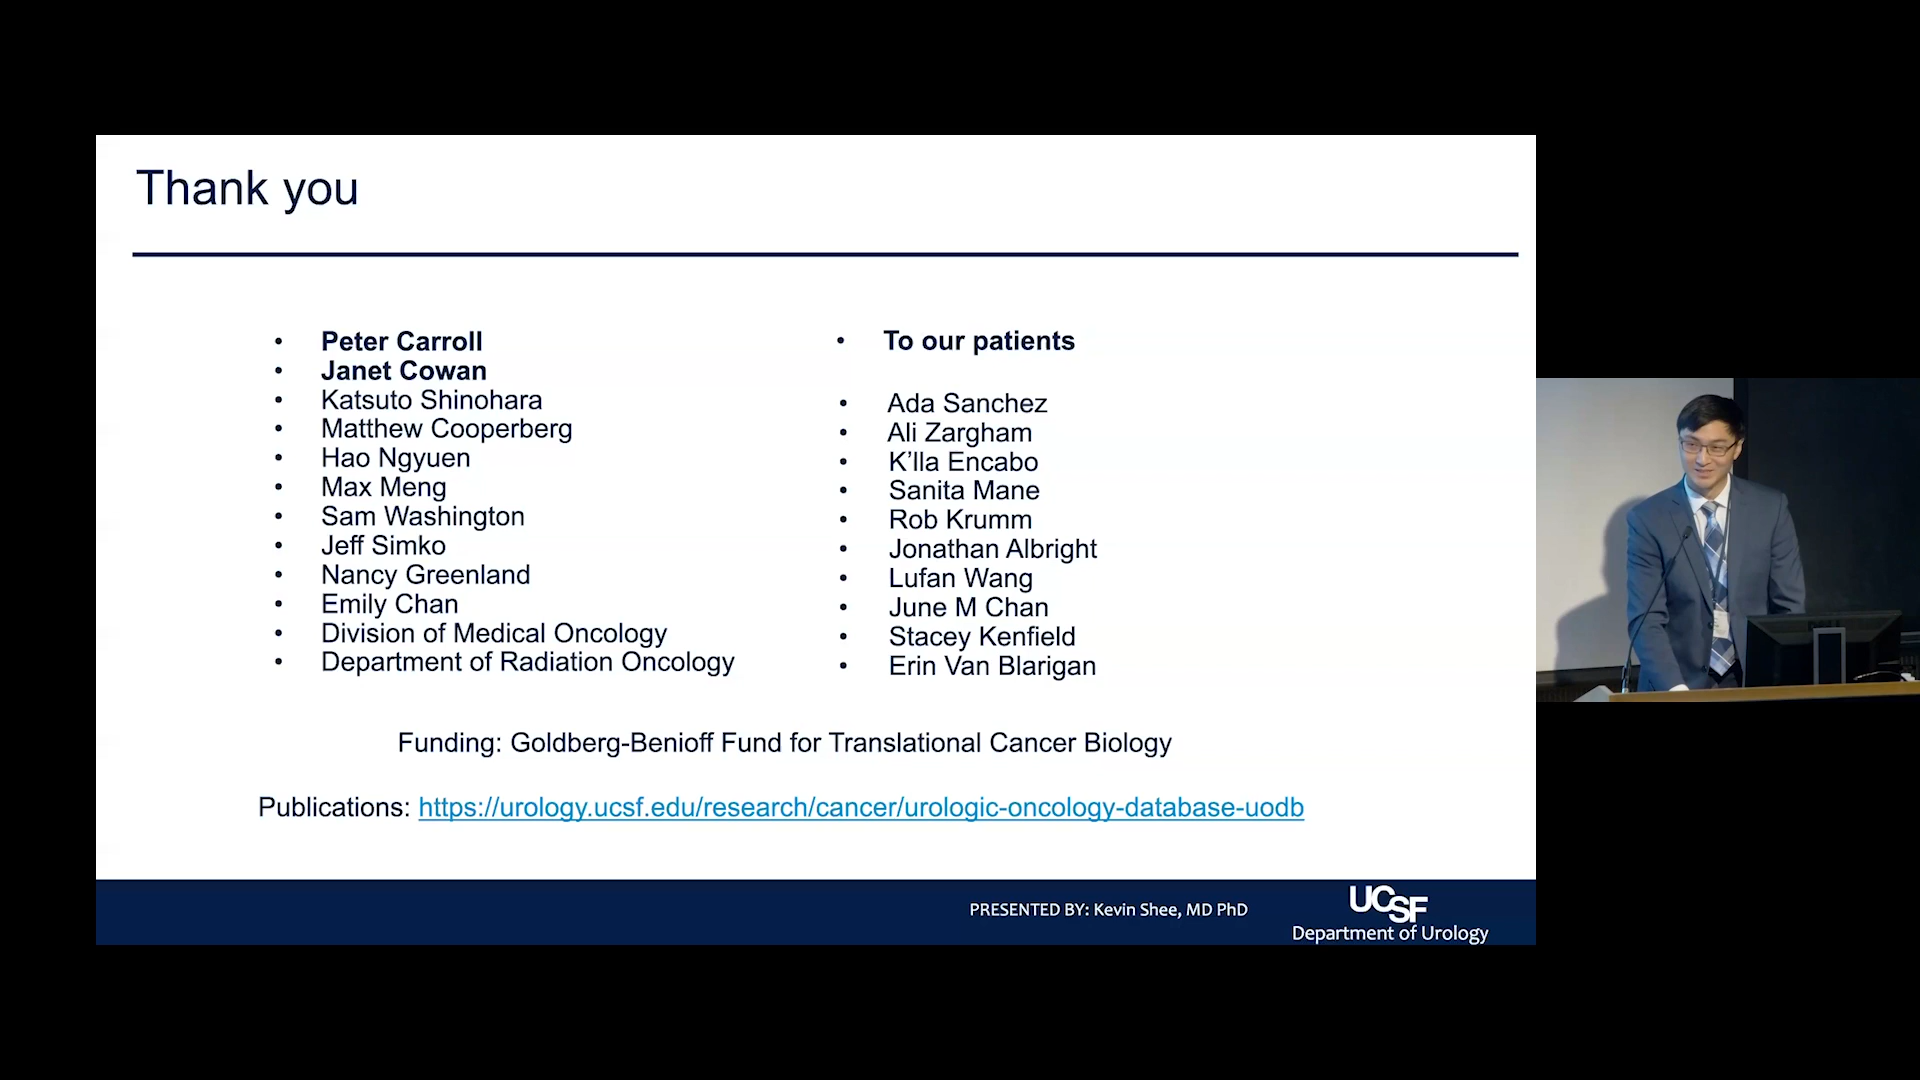 Thank you
• Peter Carroll
• Janet Cowan
• Katsuto Shinohara
• Matthew Cooperberg
• Hao Ngyuen
• Max Meng
• Sam Washington
• Jeff Simko
• Nancy Greenland
• Emily Chan
• Division of Medical Oncology
• Department of Radiation Oncology
• To our patients
• Ada Sanchez
• Ali Zargham
• K’lla Encabo
• Sanita Mane
• Rob Krumm
• Jonathan Albright
• Lufan Wang
• June M Chan
• Stacey Kenfield
• Erin Van Blarigan
Funding: Goldberg-Benioff Fund for Translational Cancer Biology
Publications: https://urology.ucsf.edu/research/cancer/urologic-oncology-database-uodb
PRESENTED BY: Kevin Shee, MD PhD
UCSF
Department of Urology